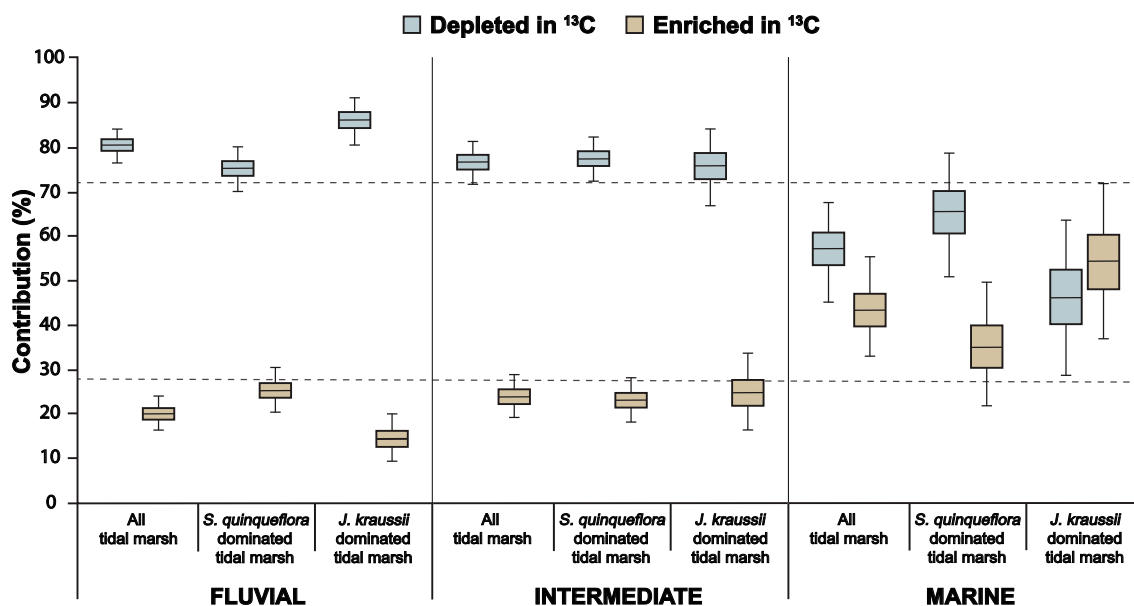 Depleted in ¹³C Enriched in ¹³C
Contribution (%)
100
90
80
70
60
50
40
30
20
10
0
All
tidal marsh
S. quinqueflora
dominated
tidal marsh
J. kraussii
dominated
tidal marsh
All
tidal marsh
S. quinqueflora
dominated
tidal marsh
J. kraussii
dominated
tidal marsh
All
tidal marsh
S. quinqueflora
dominated
tidal marsh
J. kraussii
dominated
tidal marsh
FLUVIAL INTERMEDIATE MARINE